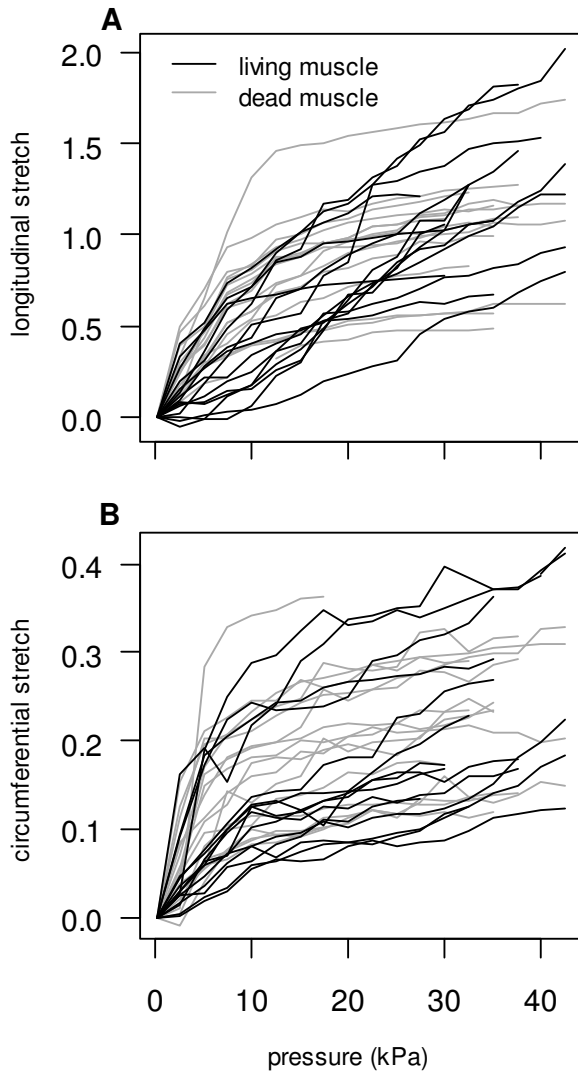 A
2.0
1.5
1.0
0.5
0.0
longitudinal stretch
living muscle
dead muscle
B
0.4
0.3
0.2
0.1
0.0
circumferential stretch
0 10 20 30 40
pressure (kPa)